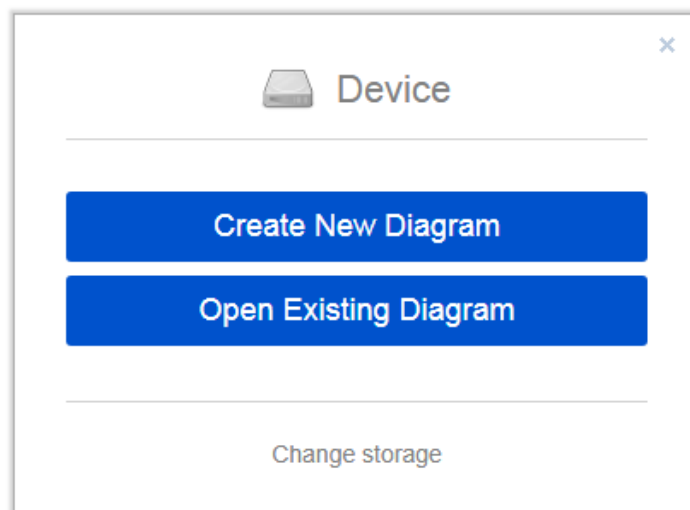 ×
Device
Create New Diagram
Open Existing Diagram
Change storage